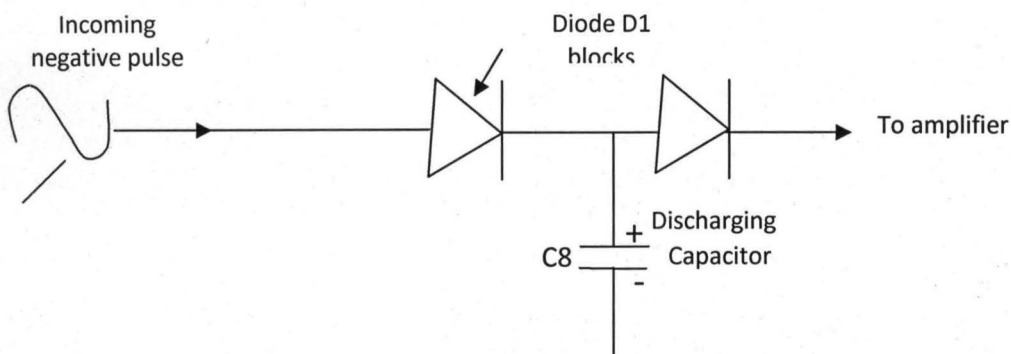 Incoming
negative pulse
Diode D1
blocks
To amplifier
+
Discharging
C8
Capacitor
-